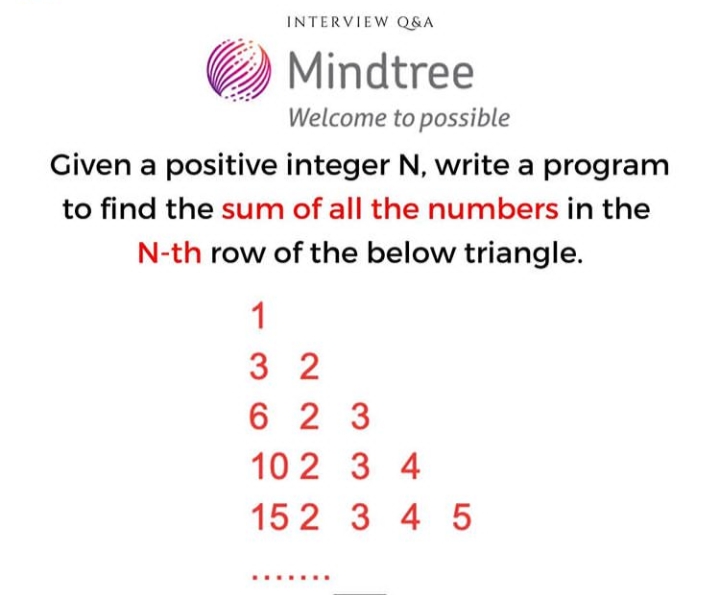 INTERVIEW Q&A
Mindtree
Welcome to possible
Given a positive integer N, write a program
to find the sum of all the numbers in the
N-th row of the below triangle.
1
3 2
6 2 3
10 2 3 4
15 2 3 4 5
.......